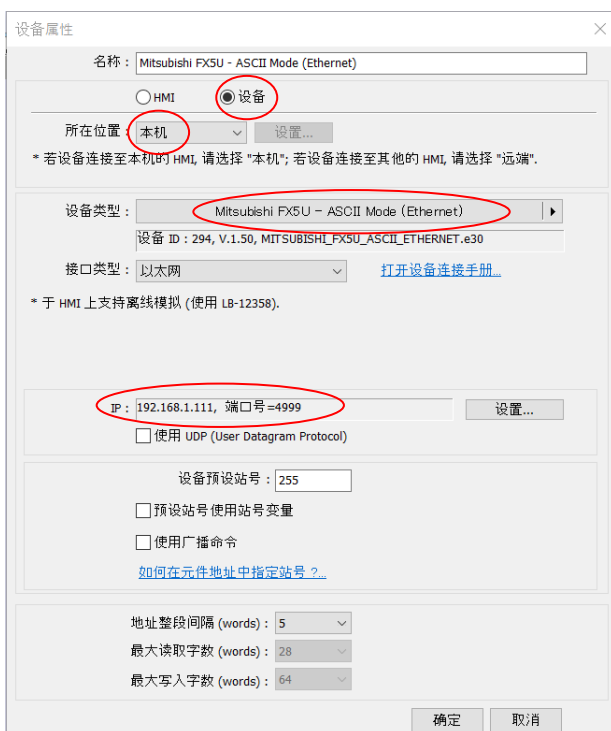 设备属性
名称： Mitsubishi FX5U - ASCII Mode (Ethernet)
HMI 设备
所在位置： 本机 设置...
* 若设备连接至本机的 HMI, 请选择 "本机"; 若设备连接至其他的 HMI, 请选择 "远端".
设备类型： Mitsubishi FX5U - ASCII Mode (Ethernet)
设备 ID : 294, V.1.50, MITSUBISHI_FX5U_ASCII_ETHERNET.e30
接口类型： 以太网 打开设备连接手册...
* 于 HMI 上支持离线模拟 (使用 LB-12358).
IP： 192.168.1.111, 端口号=4999 设置...
使用 UDP (User Datagram Protocol)
设备预设站号： 255
预设站号使用站号变量
使用广播命令
如何在元件地址中指定站号 ?...
地址整段间隔 (words)： 5
最大读取字数 (words)： 28
最大写入字数 (words)： 64
确定 取消